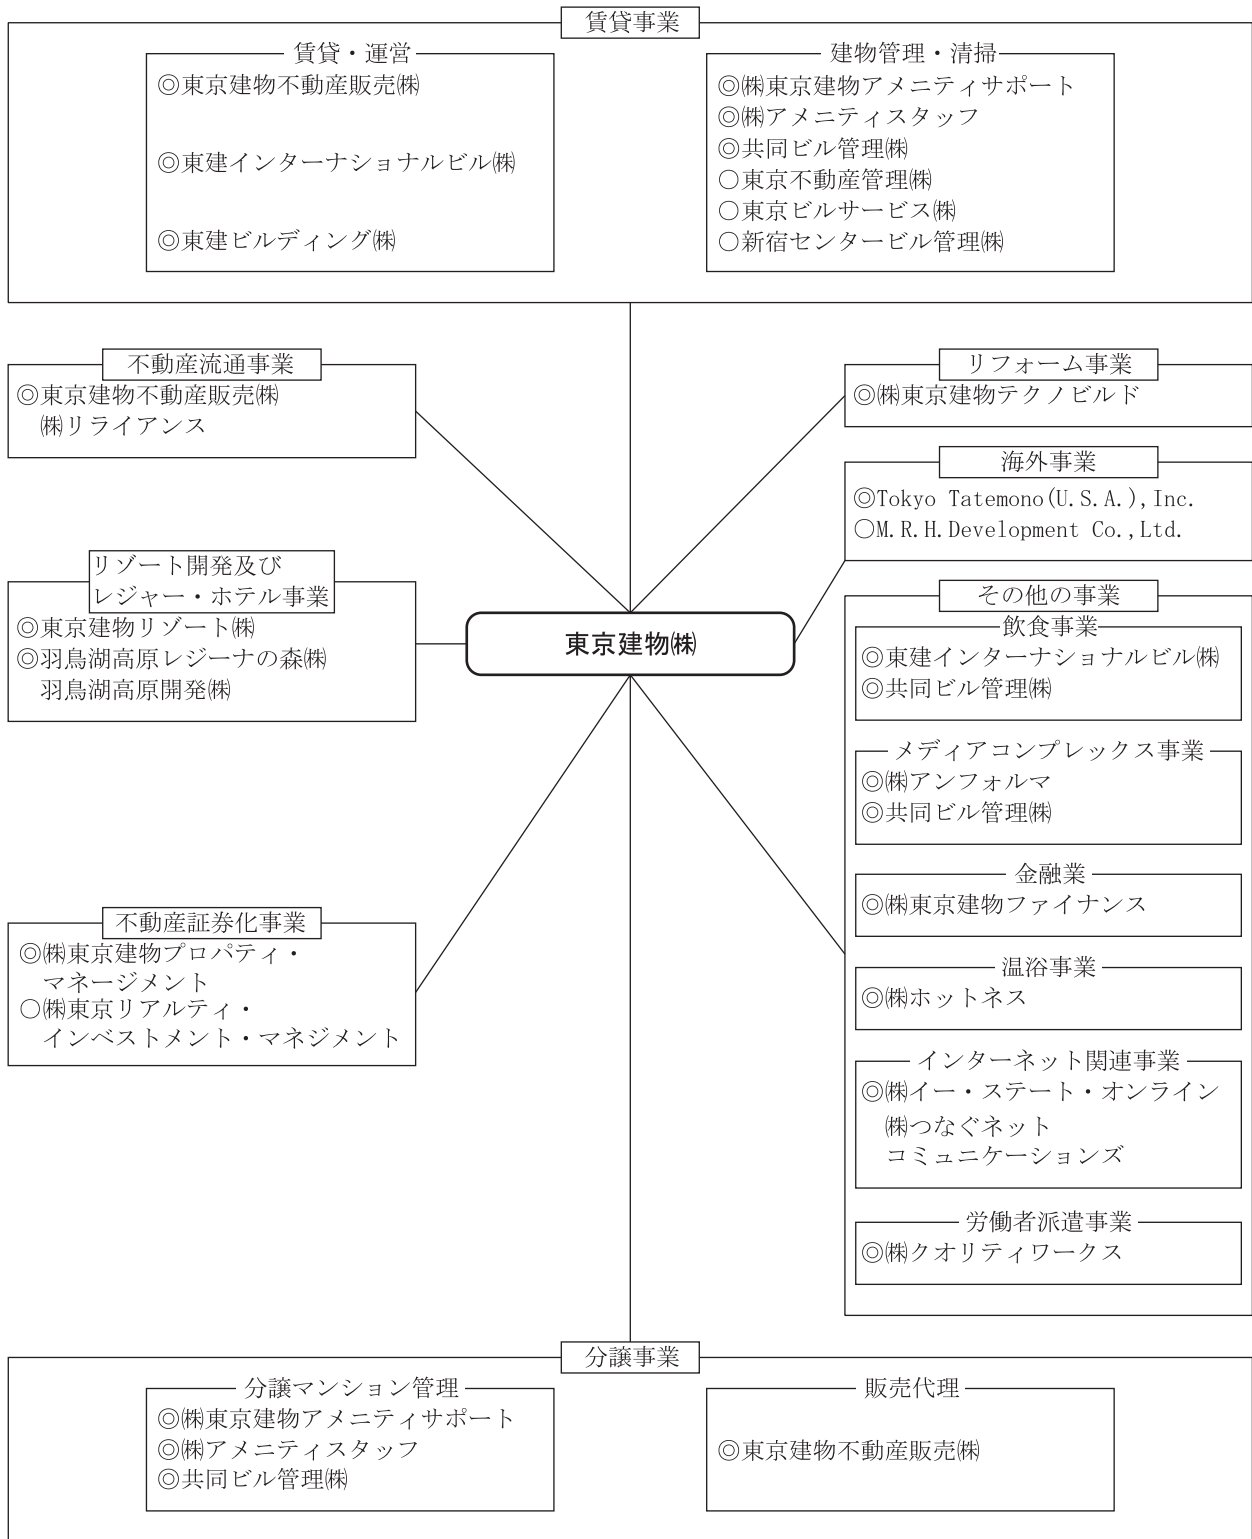 賃貸事業
賃貸・運営
◎東京建物不動産販売㈱
◎東建インターナショナルビル㈱
◎東建ビルディング㈱
建物管理・清掃
◎㈱東京建物アメニティサポート
◎㈱アメニティスタッフ
◎共同ビル管理㈱
○東京不動産管理㈱
○東京ビルサービス㈱
○新宿センタービル管理㈱
不動産流通事業
◎東京建物不動産販売㈱
㈱リライアンス
リフォーム事業
◎㈱東京建物テクノビルド
海外事業
◎Tokyo Tatemono(U.S.A.),Inc.
○M.R.H.Development Co.,Ltd.
リゾート開発及び
レジャー・ホテル事業
◎東京建物リゾート㈱
◎羽鳥湖高原レジーナの森㈱
羽鳥湖高原開発㈱
東京建物㈱
その他の事業
飲食事業
◎東建インターナショナルビル㈱
◎共同ビル管理㈱
メディアコンプレックス事業
◎㈱アンフォルマ
◎共同ビル管理㈱
金融業
◎㈱東京建物ファイナンス
温浴事業
◎㈱ホットネス
インターネット関連事業
◎㈱イー・ステート・オンライン
㈱つなぐネット
コミュニケーションズ
労働者派遣事業
◎㈱クオリティワークス
不動産証券化事業
◎㈱東京建物プロパティ・
マネージメント
○㈱東京リアルティ・
インベストメント・マネジメント
分譲事業
分譲マンション管理
◎㈱東京建物アメニティサポート
◎㈱アメニティスタッフ
◎共同ビル管理㈱
販売代理
◎東京建物不動産販売㈱